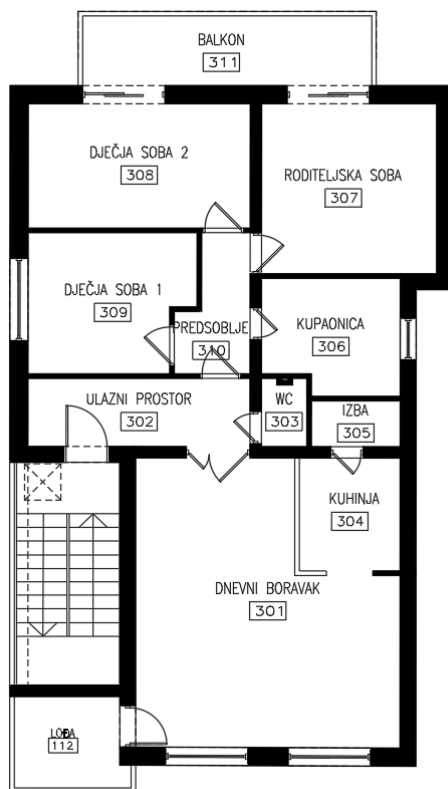 BALKON
311
DJEČJA SOBA 2
308
RODITELJSKA SOBA
307
DJEČJA SOBA 1
309
PREDSOBLJE
310
KUPAONICA
306
ULAZNI PROSTOR
302
WC
303
IZBA
305
KUHINJA
304
DNEVNI BORAVAK
301
LOĐA
112